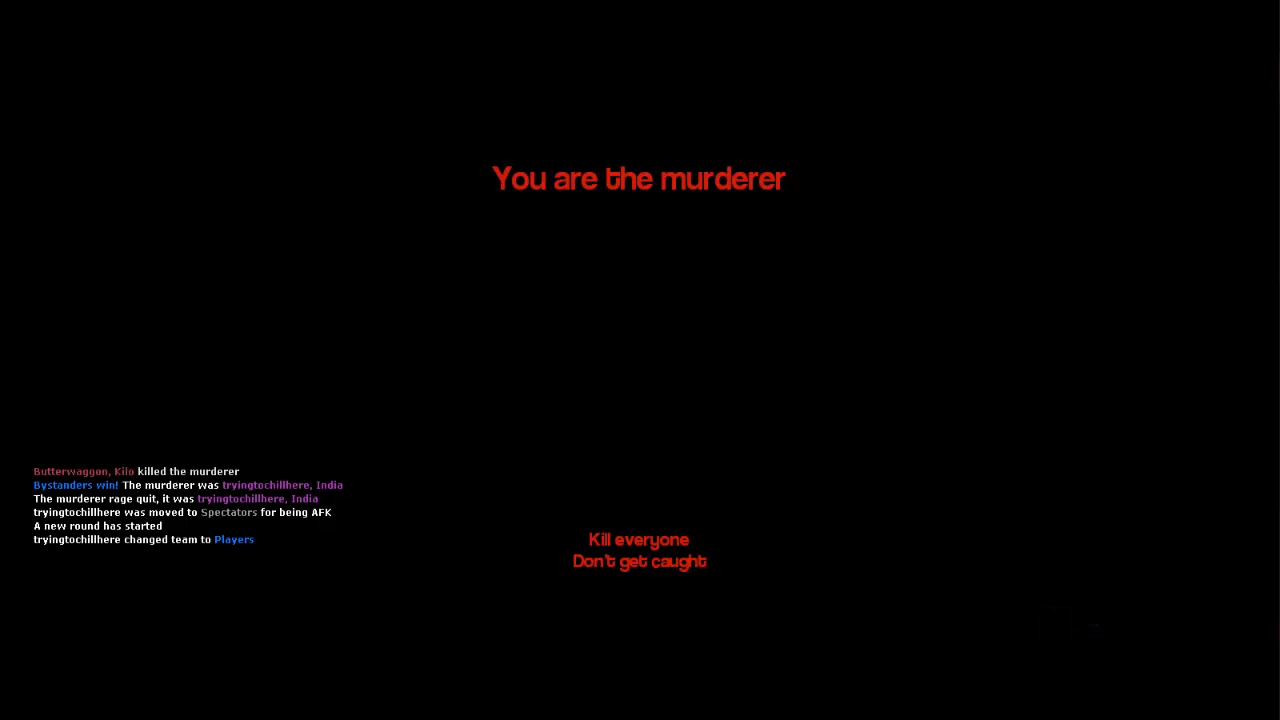 You are the murderer
Butterwaggon, Kilo killed the murderer
Bystanders win! The murderer was tryingtochillhere, India
The murderer rage quit, it was tryingtochillhere, India
tryingtochillhere was moved to Spectators for being AFK
A new round has started
tryingtochillhere changed team to Players
Kill everyone
Don't get caught